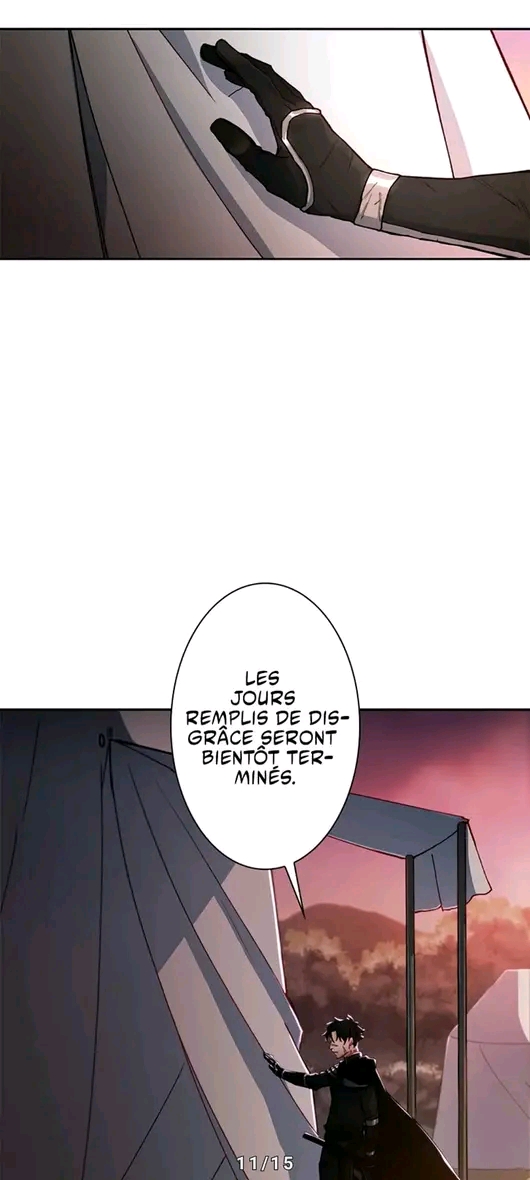 LES
JOURS
REMPLIS DE DIS-
GRÂCE SERONT
BIENTÔT TER-
MINÉS.
11/15